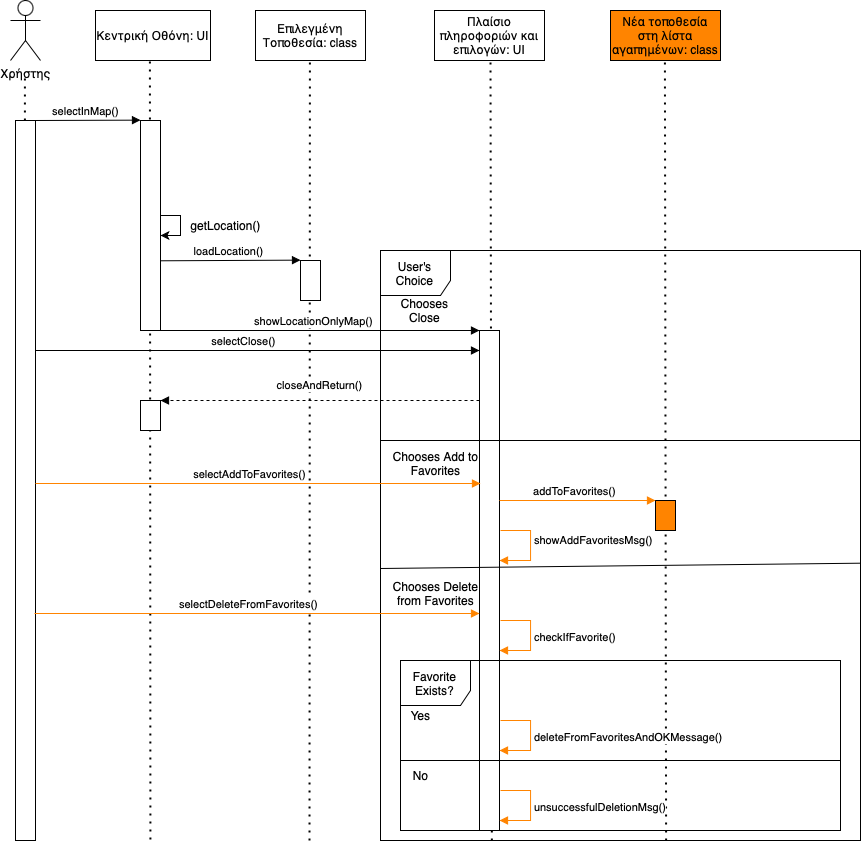 Χρήστης
Κεντρική Οθόνη: UI
Επιλεγμένη
Τοποθεσία: class
Πλαίσιο
πληροφοριών και
επιλογών: UI
Νέα τοποθεσία
στη λίστα
αγαπημένων: class
selectInMap()
getLocation()
loadLocation()
User's
Choice
Chooses
Close
showLocationOnlyMap()
selectClose()
closeAndReturn()
Chooses Add to
Favorites
selectAddToFavorites()
addToFavorites()
showAddFavoritesMsg()
Chooses Delete
from Favorites
selectDeleteFromFavorites()
checkIfFavorite()
Favorite
Exists?
Yes
deleteFromFavoritesAndOKMessage()
No
unsuccessfulDeletionMsg()